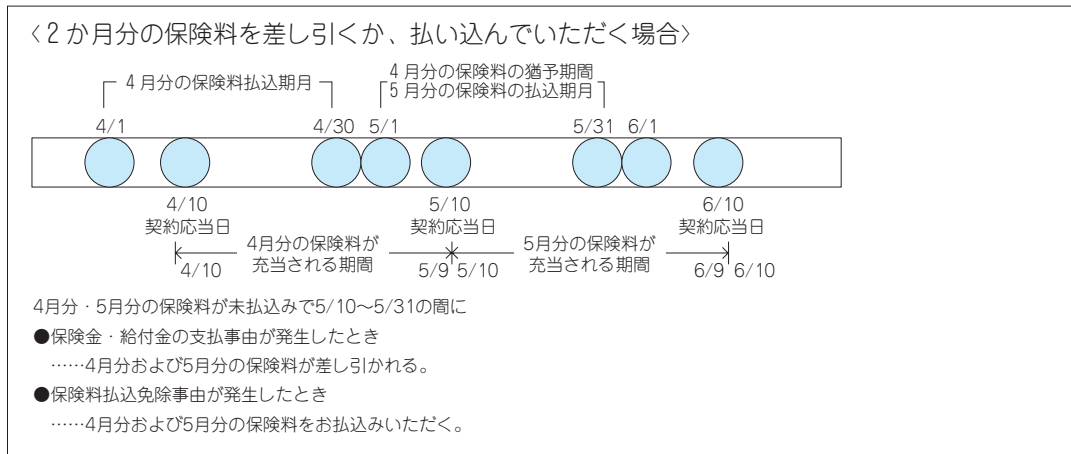 〈2か月分の保険料を差し引くか、払い込んでいただく場合〉
4月分の保険料払込期月
4月分の保険料の猶予期間
5月分の保険料の払込期月
4/1 4/30 5/1 5/31 6/1
4/10 5/10 6/10
契約応当日 契約応当日 契約応当日
4月分の保険料が 5月分の保険料が
充当される期間 充当される期間
4/10 5/9 5/10 6/9 6/10
4月分・5月分の保険料が未払込みで5/10～5/31の間に
●保険金・給付金の支払事由が発生したとき
……4月分および5月分の保険料が差し引かれる。
●保険料払込免除事由が発生したとき
……4月分および5月分の保険料をお払込みいただく。